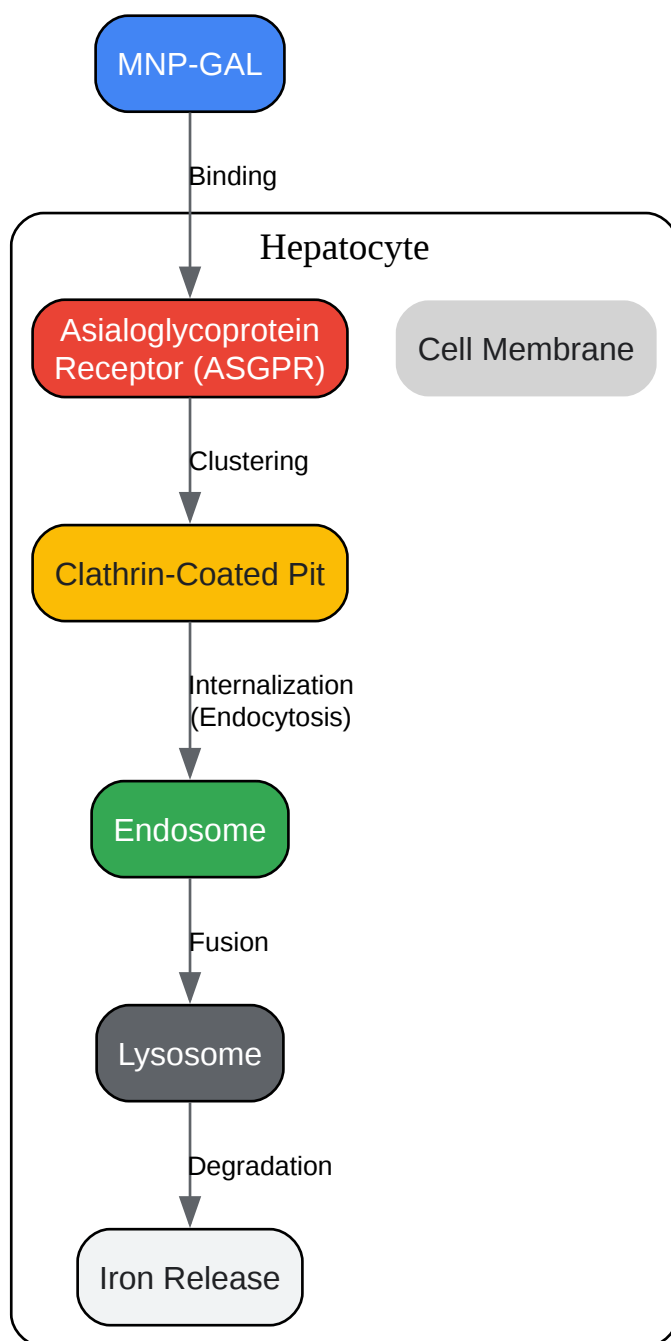 MNP-GAL
Binding
Hepatocyte
Asialoglycoprotein
Receptor (ASGPR)
Cell Membrane
Clustering
Clathrin-Coated Pit
Internalization
(Endocytosis)
Endosome
Fusion
Lysosome
Degradation
Iron Release